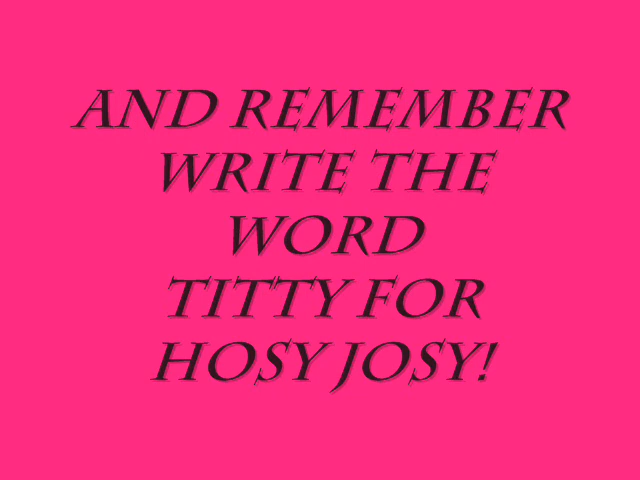 AND REMEMBER
WRITE THE
WORD
TITTY FOR
HOSY JOSY!